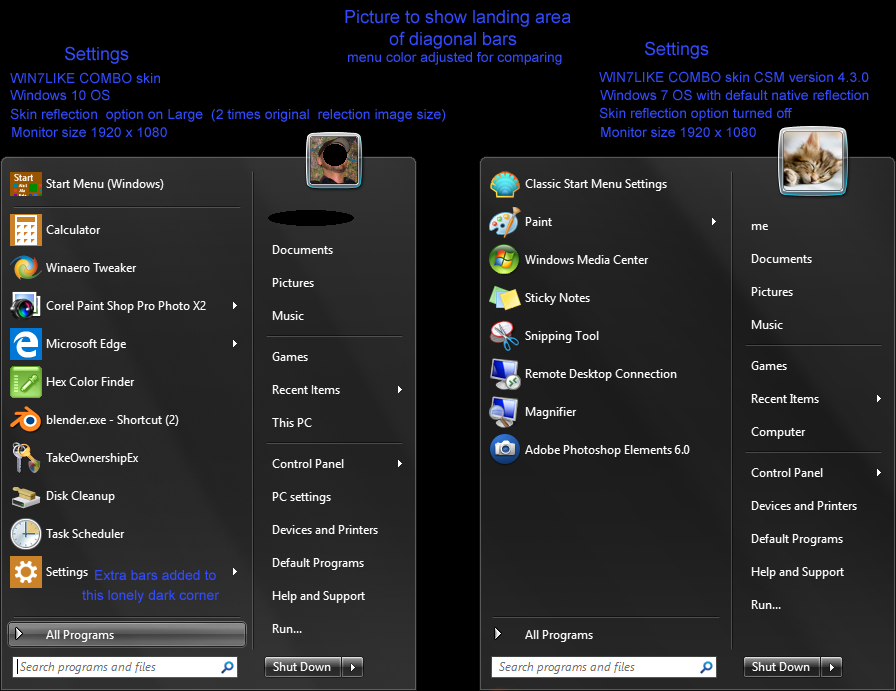 Picture to show landing area
of diagonal bars
menu color adjusted for comparing
Settings
WIN7LIKE COMBO skin
Windows 10 OS
Skin reflection option on Large (2 times original relection image size)
Monitor size 1920 x 1080
Start
Start Menu (Windows)
Calculator
Winaero Tweaker
Corel Paint Shop Pro Photo X2
Microsoft Edge
Hex Color Finder
blender.exe - Shortcut (2)
TakeOwnershipEx
Disk Cleanup
Task Scheduler
Settings
Extra bars added to
this lonely dark corner
All Programs
Search programs and files
Documents
Pictures
Music
Games
Recent Items
This PC
Control Panel
PC settings
Devices and Printers
Default Programs
Help and Support
Run...
Shut Down
Settings
WIN7LIKE COMBO skin CSM version 4.3.0
Windows 7 OS with default native reflection
Skin reflection option turned off
Monitor size 1920 x 1080
Classic Start Menu Settings
Paint
Windows Media Center
Sticky Notes
Snipping Tool
Remote Desktop Connection
Magnifier
Adobe Photoshop Elements 6.0
All Programs
Search programs and files
me
Documents
Pictures
Music
Games
Recent Items
Computer
Control Panel
Devices and Printers
Default Programs
Help and Support
Run...
Shut Down